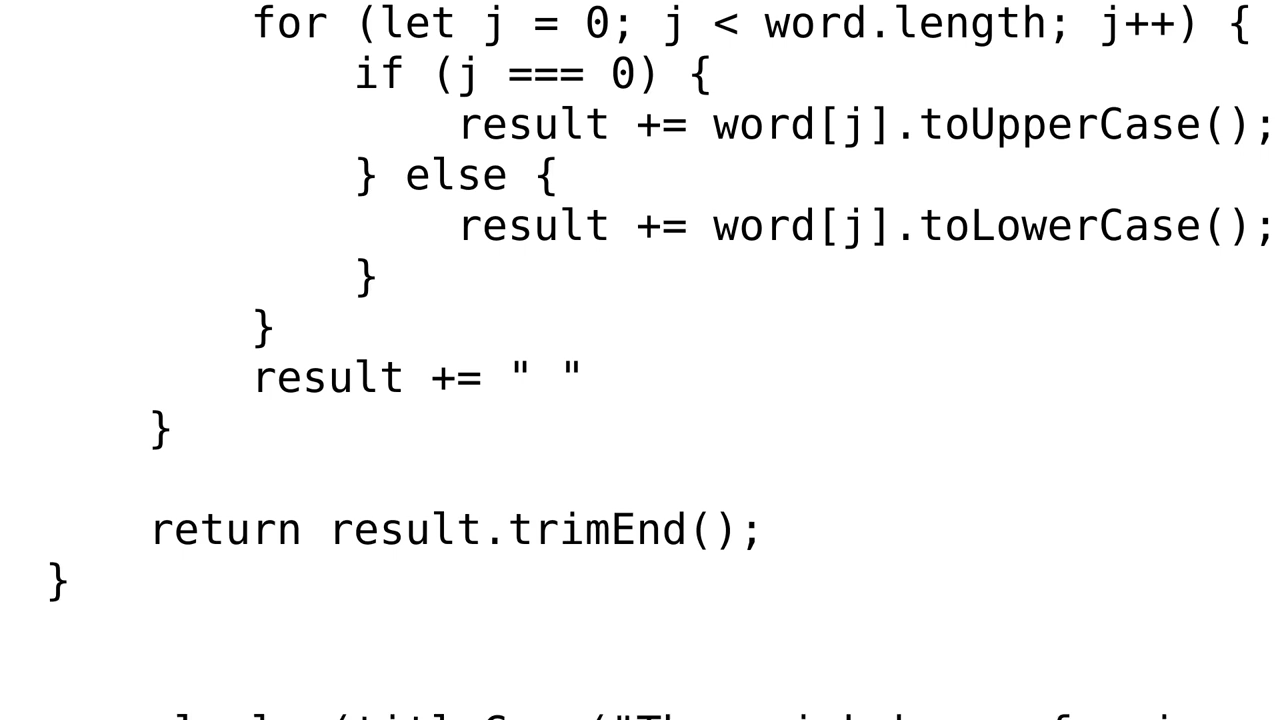 for (let j = 0; j < word.length; j++) {
if (j === 0) {
result += word[j].toUpperCase();
} else {
result += word[j].toLowerCase();
}
}
result += " "
}
return result.trimEnd();
}